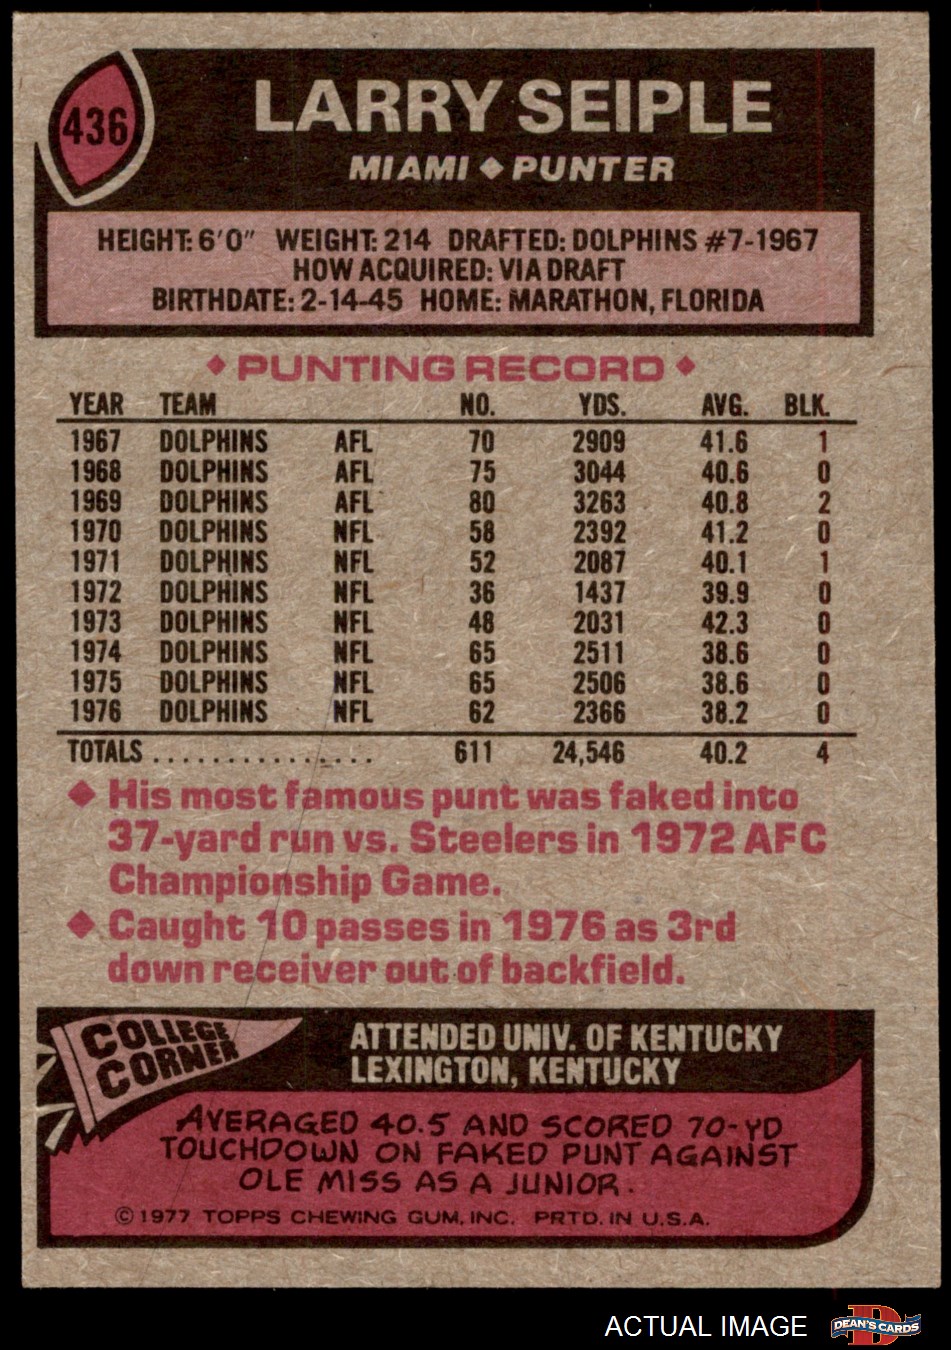 436
LARRY SEIPLE
MIAMI ◆ PUNTER
HEIGHT: 6'0" WEIGHT: 214 DRAFTED: DOLPHINS #7-1967
HOW ACQUIRED: VIA DRAFT
BIRTHDATE: 2-14-45 HOME: MARATHON, FLORIDA
◆ PUNTING RECORD ◆
YEAR TEAM NO. YDS. AVG. BLK.
1967 DOLPHINS AFL 70 2909 41.6 1
1968 DOLPHINS AFL 75 3044 40.6 0
1969 DOLPHINS AFL 80 3263 40.8 2
1970 DOLPHINS NFL 58 2392 41.2 0
1971 DOLPHINS NFL 52 2087 40.1 1
1972 DOLPHINS NFL 36 1437 39.9 0
1973 DOLPHINS NFL 48 2031 42.3 0
1974 DOLPHINS NFL 65 2511 38.6 0
1975 DOLPHINS NFL 65 2506 38.6 0
1976 DOLPHINS NFL 62 2366 38.2 0
TOTALS ............... 611 24,546 40.2 4
◆ His most famous punt was faked into
37-yard run vs. Steelers in 1972 AFC
Championship Game.
◆ Caught 10 passes in 1976 as 3rd
down receiver out of backfield.
COLLEGE
CORNER
ATTENDED UNIV. OF KENTUCKY
LEXINGTON, KENTUCKY
AVERAGED 40.5 AND SCORED 70-YD
TOUCHDOWN ON FAKED PUNT AGAINST
OLE MISS AS A JUNIOR.
© 1977 TOPPS CHEWING GUM, INC. PRTD. IN U.S.A.
ACTUAL IMAGE
D
DEAN'S CARDS